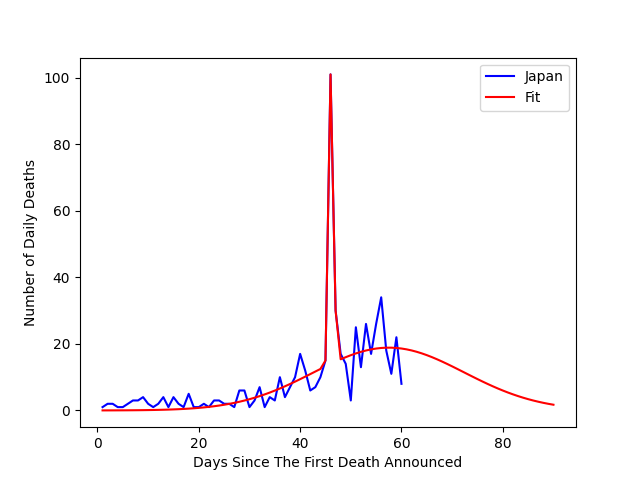 Japan
Fit
Number of Daily Deaths
100
80
60
40
20
0
0 20 40 60 80
Days Since The First Death Announced